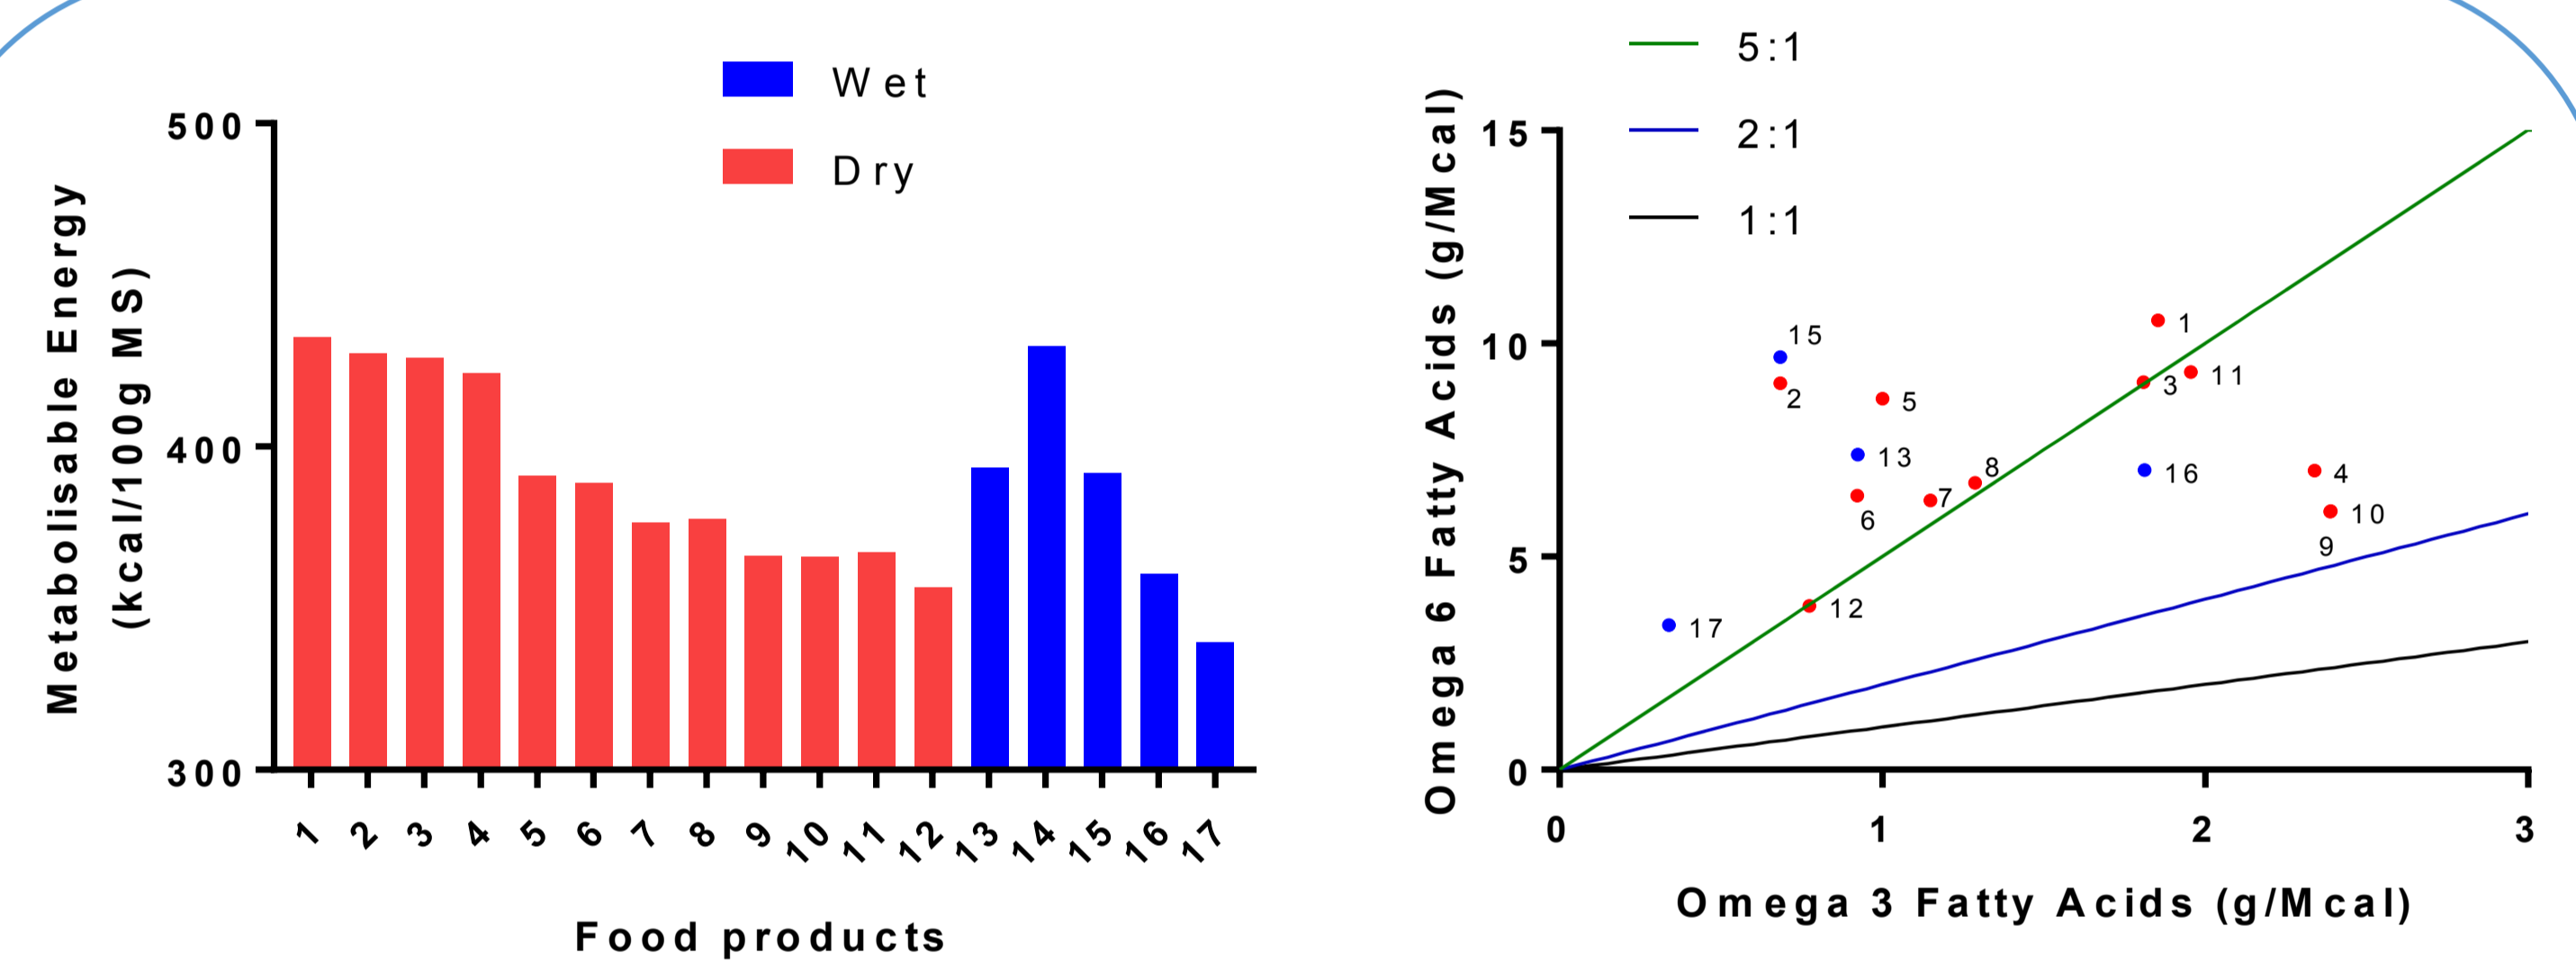 Wet
Dry
500
400
300
Metabolisable Energy
(kcal/100g MS)
1 2 3 4 5 6 7 8 9 10 11 12 13 14 15 16 17
Food products
5:1
2:1
1:1
15
10
5
0
Omega 6 Fatty Acids (g/Mcal)
15
2
5
13
6
7
8
12
17
1
3
11
16
4
10
9
0 1 2 3
Omega 3 Fatty Acids (g/Mcal)